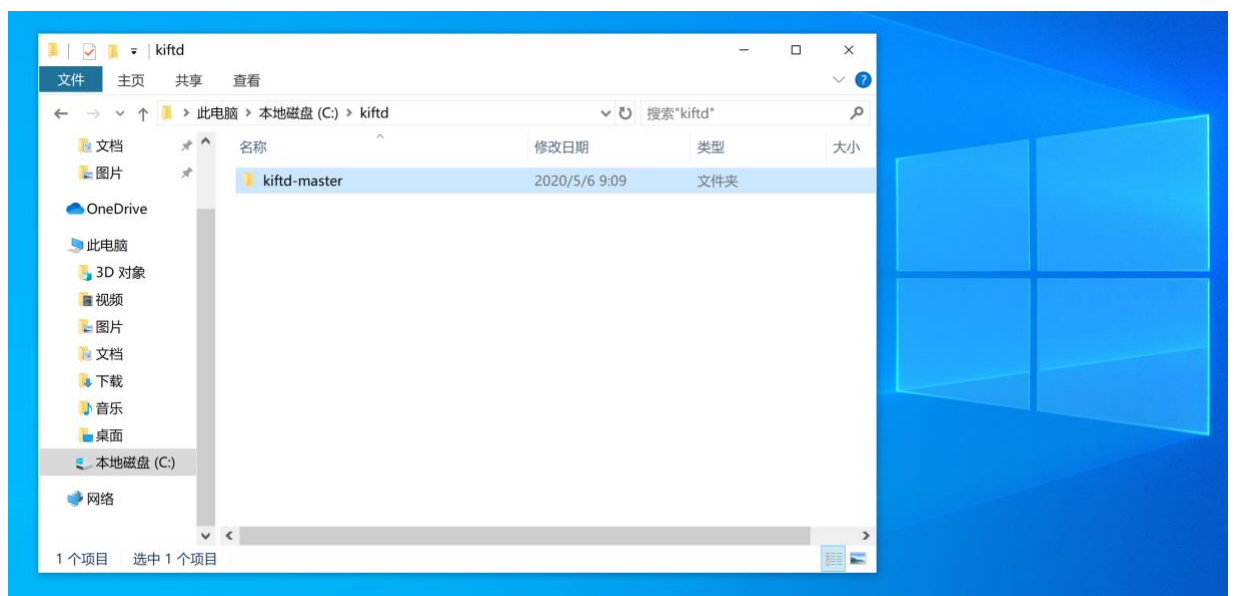 kiftd
文件 主页 共享 查看
此电脑 > 本地磁盘 (C:) > kiftd 搜索"kiftd"
名称 修改日期 类型 大小
kiftd-master 2020/5/6 9:09 文件夹
文档
图片
OneDrive
此电脑
3D 对象
视频
图片
文档
下载
音乐
桌面
本地磁盘 (C:)
网络
1 个项目 选中 1 个项目